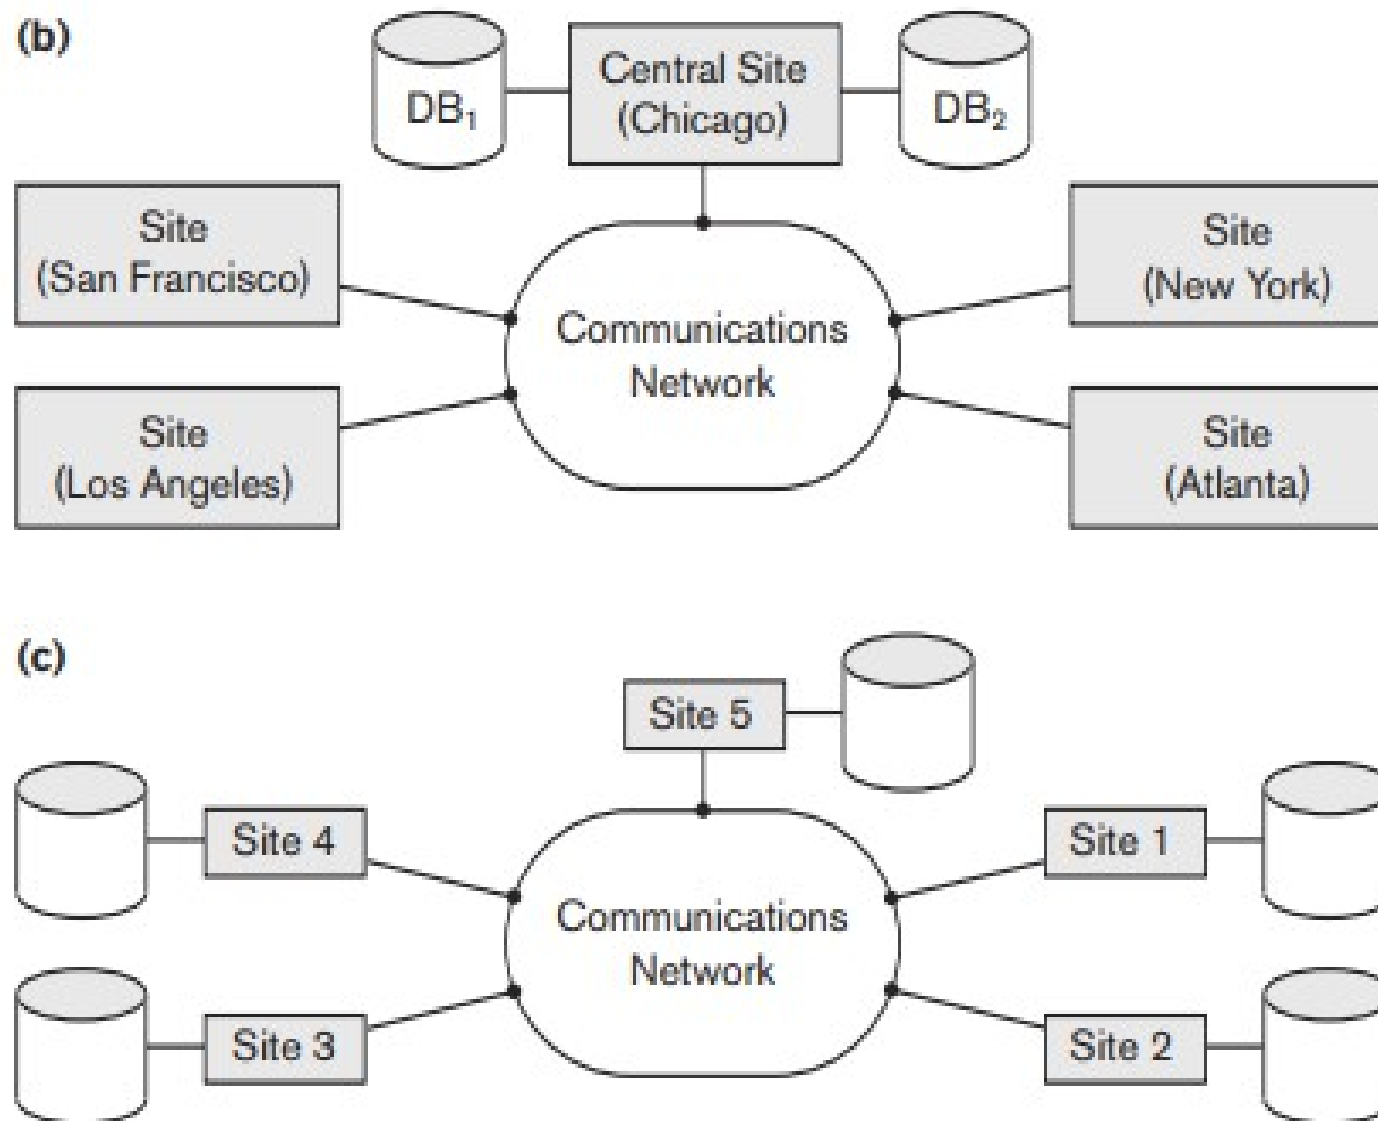 (b)
DB₁
Central Site
(Chicago)
DB₂
Site
(San Francisco)
Site
(New York)
Communications
Network
Site
(Los Angeles)
Site
(Atlanta)
(c)
Site 5
Site 4
Site 1
Communications
Network
Site 3
Site 2